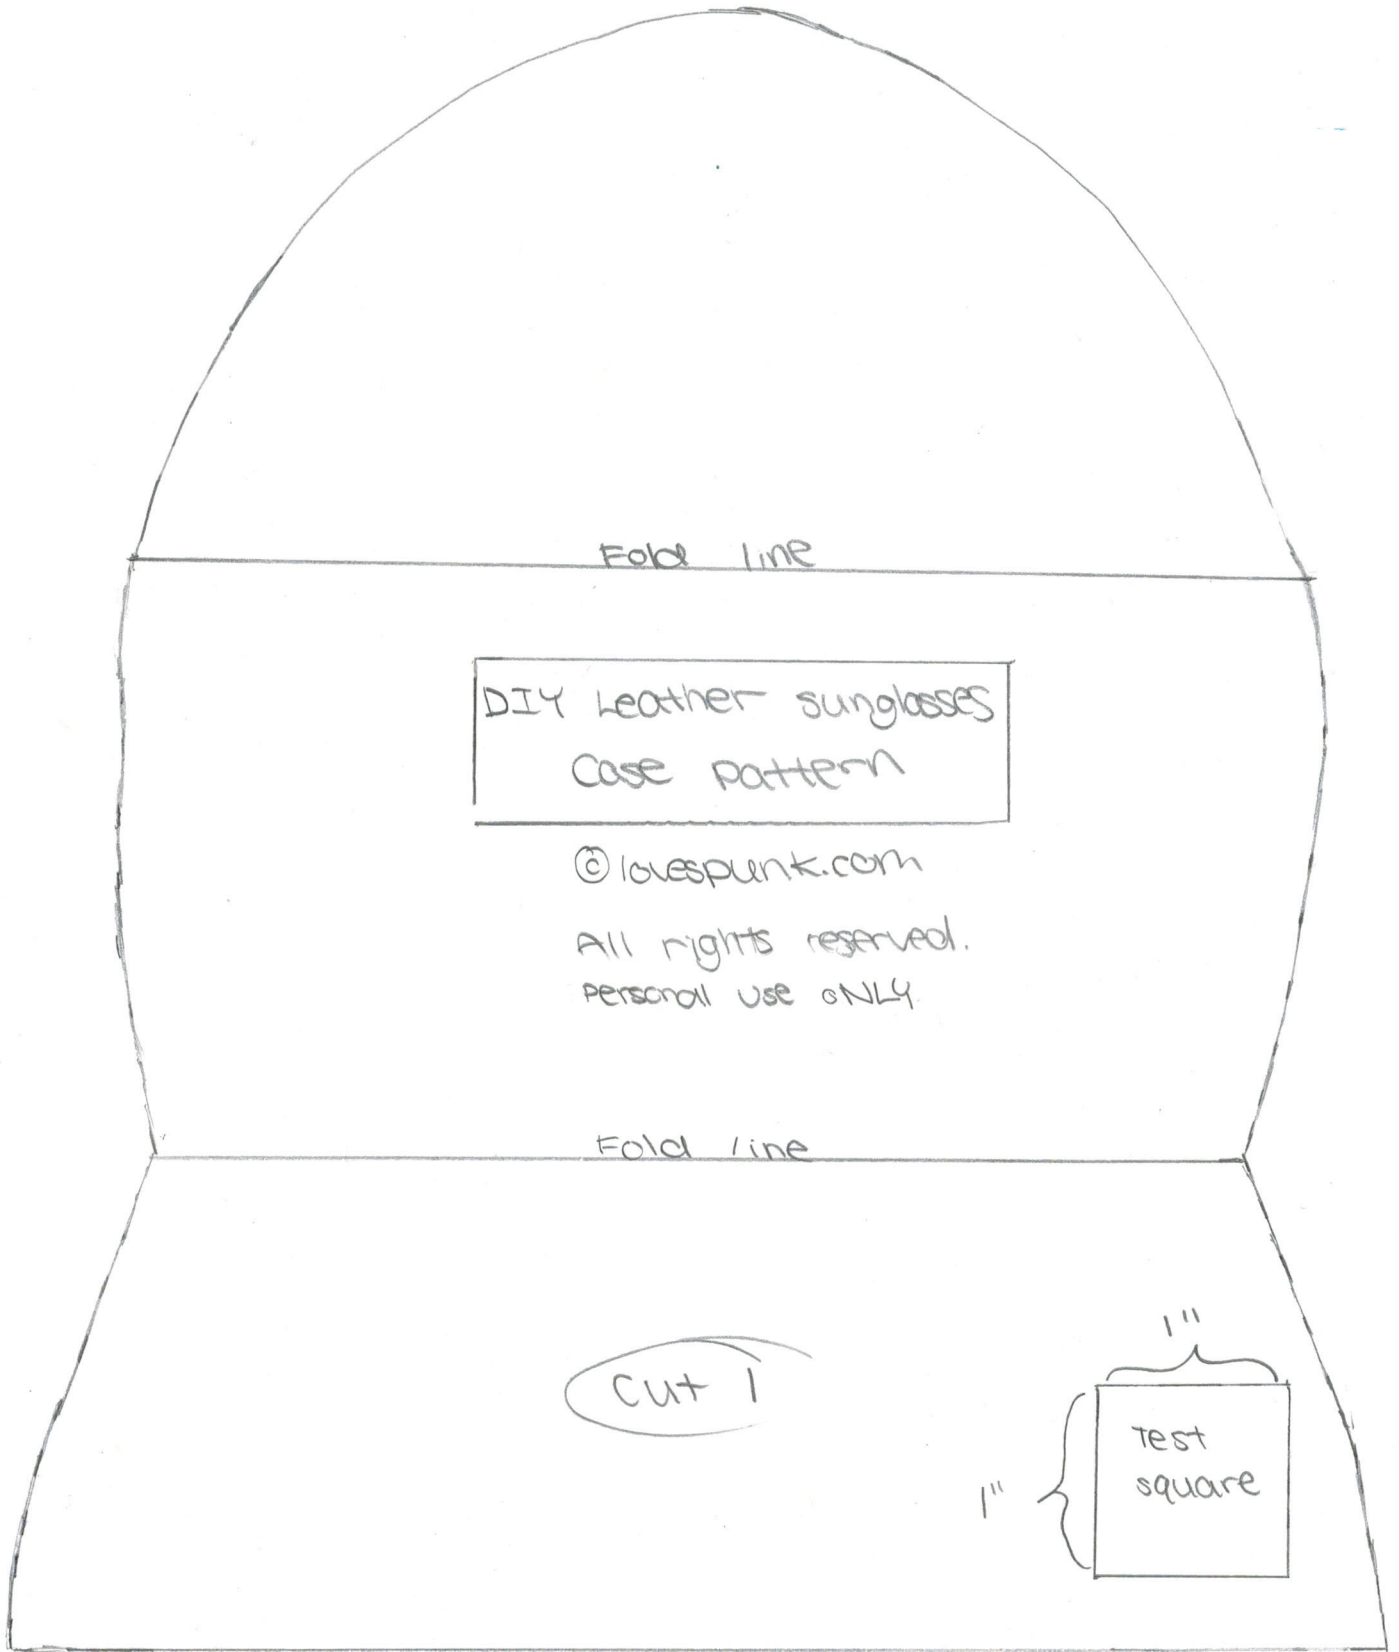 Fold line
DIY Leather sunglasses
Case pattern
© lovespunk.com
All rights reserved.
Personal use ONLY
Fold line
Cut 1
1"
Test
square
1"